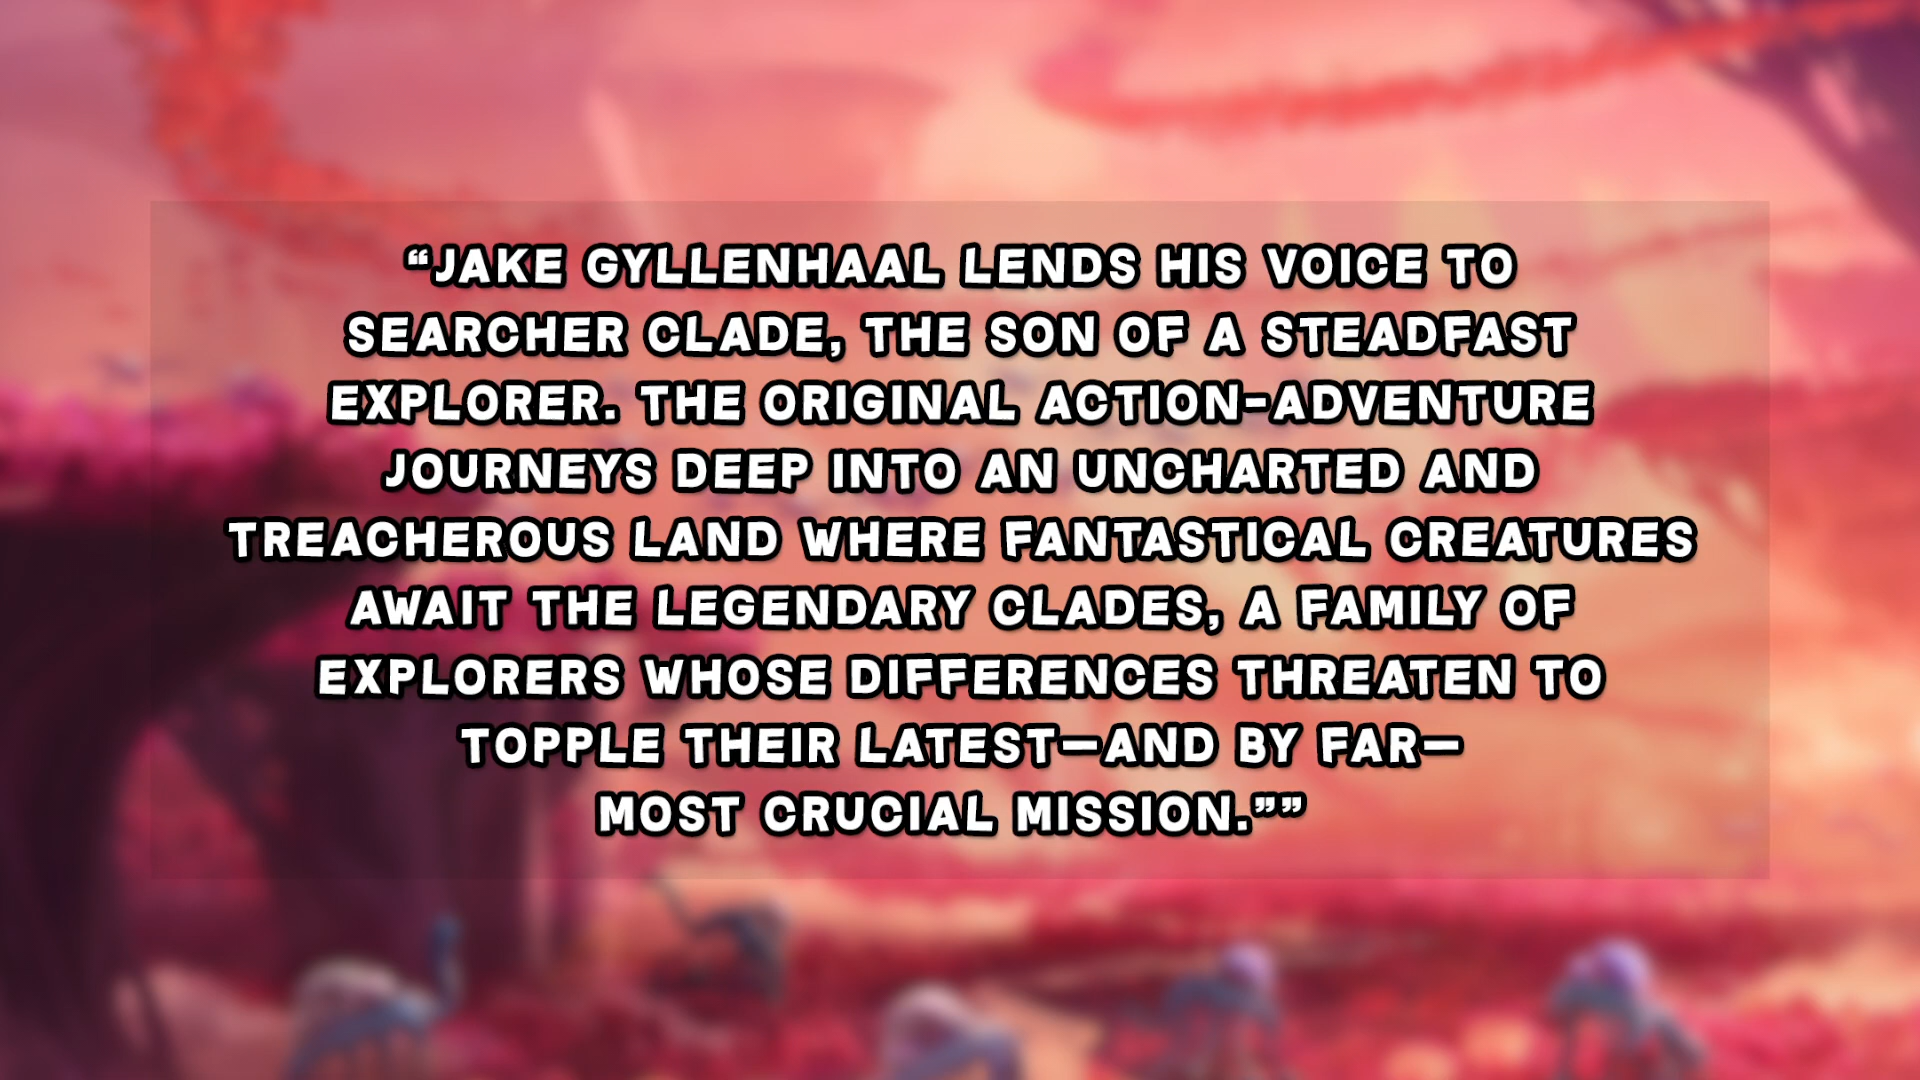 “JAKE GYLLENHAAL LENDS HIS VOICE TO
SEARCHER CLADE, THE SON OF A STEADFAST
EXPLORER. THE ORIGINAL ACTION-ADVENTURE
JOURNEYS DEEP INTO AN UNCHARTED AND
TREACHEROUS LAND WHERE FANTASTICAL CREATURES
AWAIT THE LEGENDARY CLADES, A FAMILY OF
EXPLORERS WHOSE DIFFERENCES THREATEN TO
TOPPLE THEIR LATEST—AND BY FAR—
MOST CRUCIAL MISSION.””